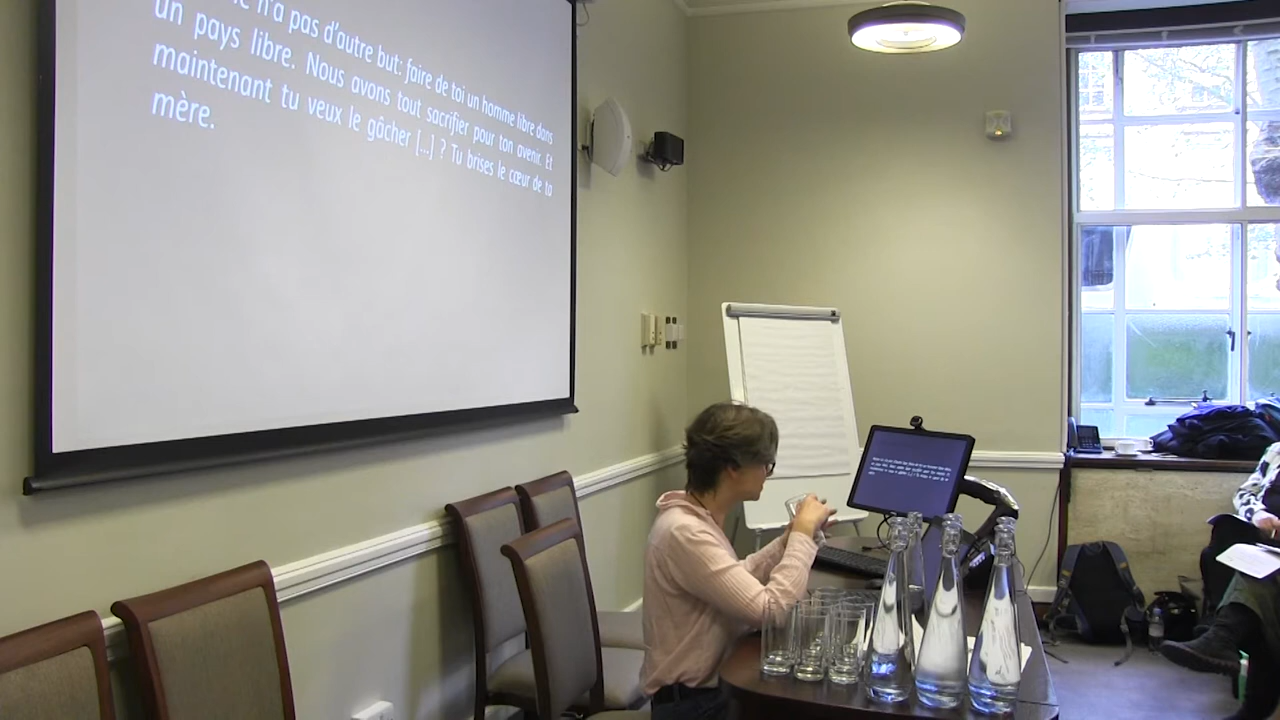 n'a pas d'autre but: faire de toi un homme libre dans
un pays libre. Nous avons tout sacrifier pour ton avenir. Et
maintenant tu veux le gâcher [...] ? Tu brises le cœur de ta
mère.